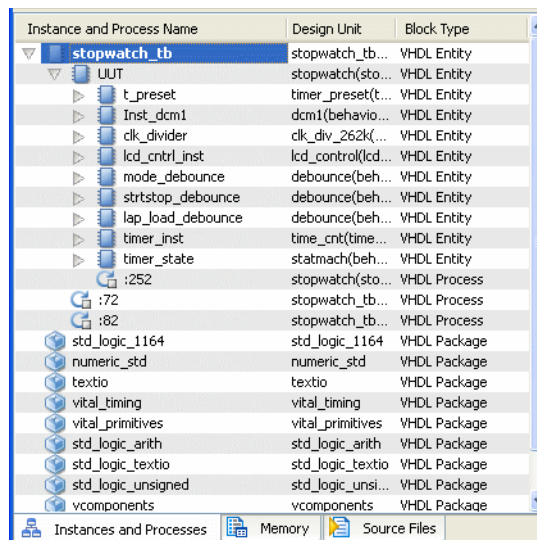 Instance and Process Name Design Unit Block Type
stopwatch_tb stopwatch_tb... VHDL Entity
UUT stopwatch(sto... VHDL Entity
t_preset timer_preset(t... VHDL Entity
Inst_dcm1 dcm1(behavio... VHDL Entity
clk_divider clk_div_262k(... VHDL Entity
lcd_cntrl_inst lcd_control(lcd... VHDL Entity
mode_debounce debounce(beh... VHDL Entity
strtstop_debounce debounce(beh... VHDL Entity
lap_load_debounce debounce(beh... VHDL Entity
timer_inst time_cnt(time... VHDL Entity
timer_state statmach(beh... VHDL Entity
:252 stopwatch(sto... VHDL Process
:72 stopwatch_tb... VHDL Process
:82 stopwatch_tb... VHDL Process
std_logic_1164 std_logic_1164 VHDL Package
numeric_std numeric_std VHDL Package
textio textio VHDL Package
vital_timing vital_timing VHDL Package
vital_primitives vital_primitives VHDL Package
std_logic_arith std_logic_arith VHDL Package
std_logic_textio std_logic_textio VHDL Package
std_logic_unsigned std_logic_unsi... VHDL Package
vcomponents vcomponents VHDL Package
Instances and Processes Memory Source Files